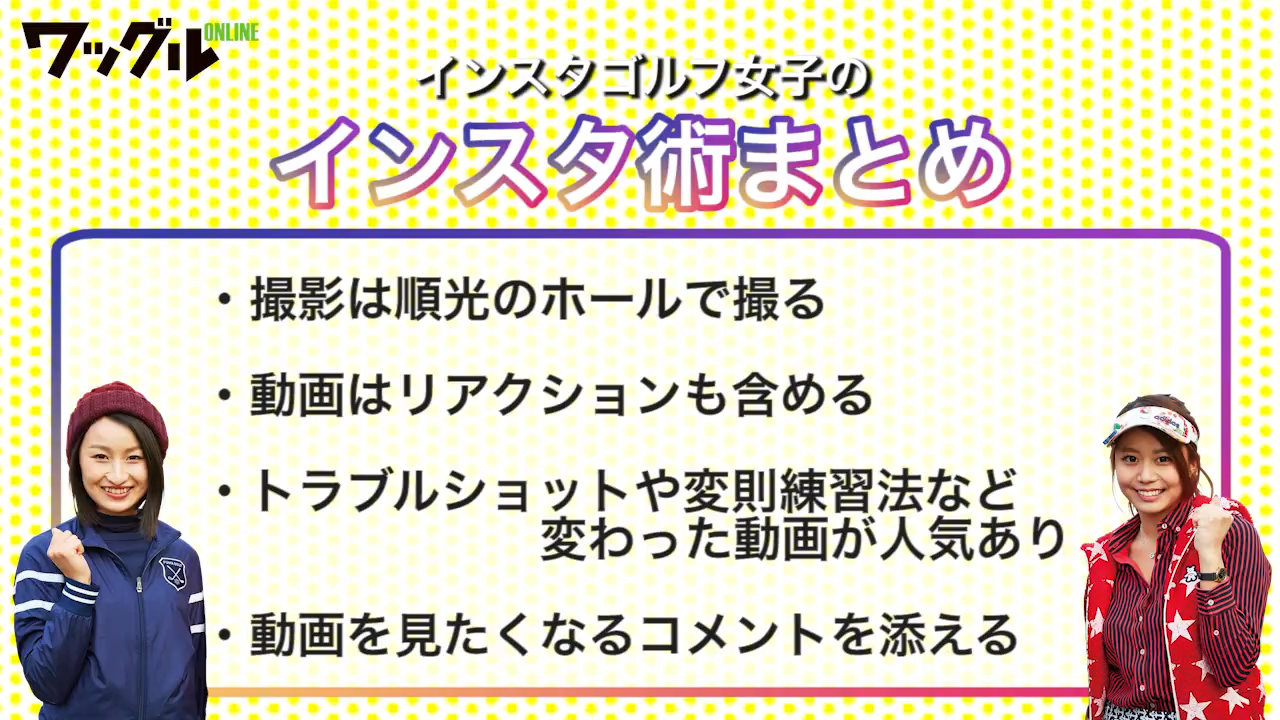 ワッグル ONLINE
インスタゴルフ女子の
インスタ術まとめ
・撮影は順光のホールで撮る
・動画はリアクションも含める
・トラブルショットや変則練習法など
変わった動画が人気あり
・動画を見たくなるコメントを添える
adidas